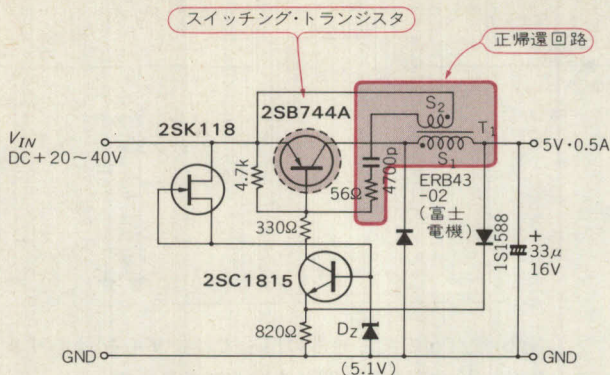 スイッチング・トランジスタ
正帰還回路
2SB744A
S₂
T₁
S₁
2SK118
V_IN
DC+20〜40V
5V・0.5A
4.7k
4700p
56Ω
ERB43
-02
(富士
電機)
1S1588
+
33μ
16V
330Ω
2SC1815
820Ω
D_Z
(5.1V)
GND
GND